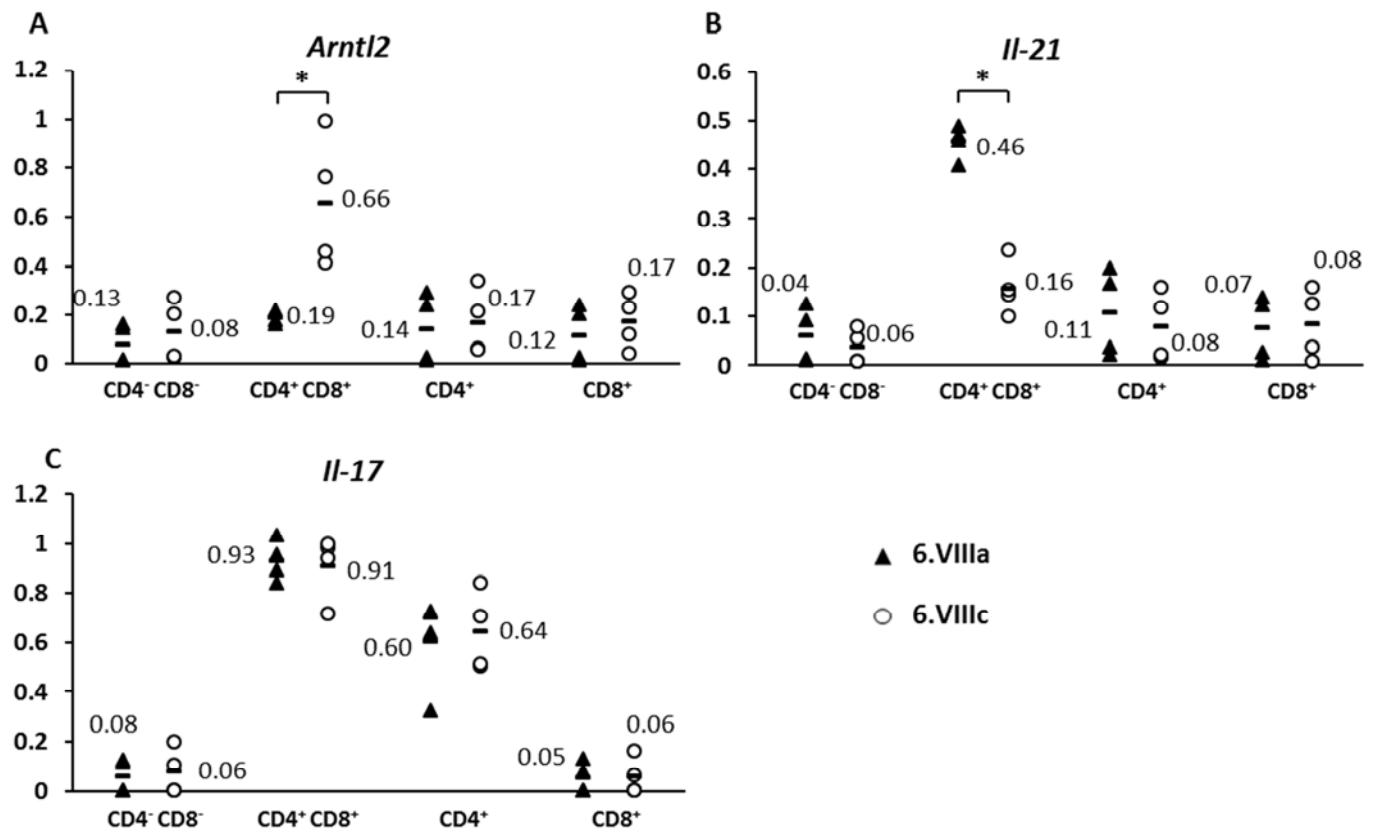 A
Arntl2
1.2
*
1
0.8
0.66
0.6
0.4
0.17
0.13
0.17
0.2
0.08
0.19
0.14
0.12
0
CD4⁻ CD8⁻
CD4⁺ CD8⁺
CD4⁺
CD8⁺
B
Il-21
0.6
*
0.5
0.46
0.4
0.3
0.08
0.2
0.04
0.16
0.07
0.1
0.06
0.11
0.08
0
CD4⁻ CD8⁻
CD4⁺ CD8⁺
CD4⁺
CD8⁺
C
Il-17
1.2
1
0.93
0.91
0.8
0.64
0.6
0.60
0.4
0.08
0.06
0.2
0.06
0.05
0
CD4⁻ CD8⁻
CD4⁺ CD8⁺
CD4⁺
CD8⁺
6.VIIIa
6.VIIIc